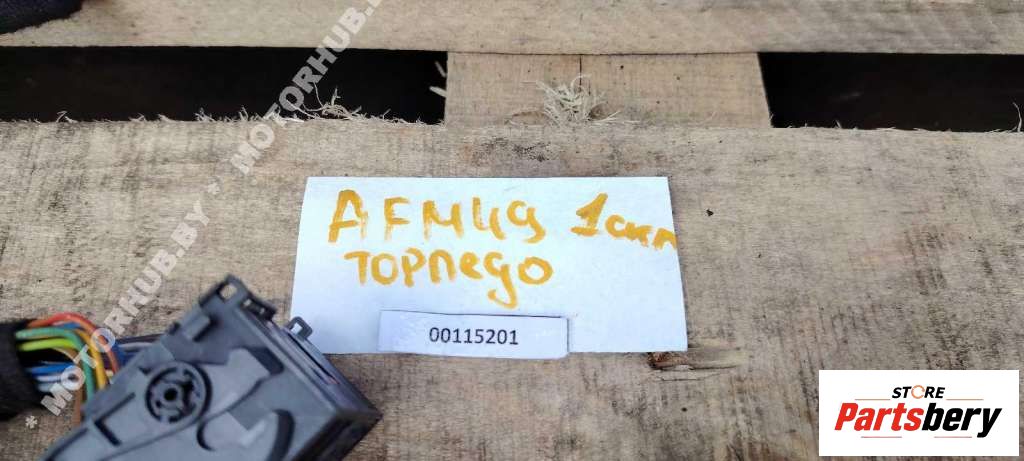 * MOTORHUB.BY * MOTORHUB.BY
AFM49 1скл
торпедо
00115201
STORE
Partsbery